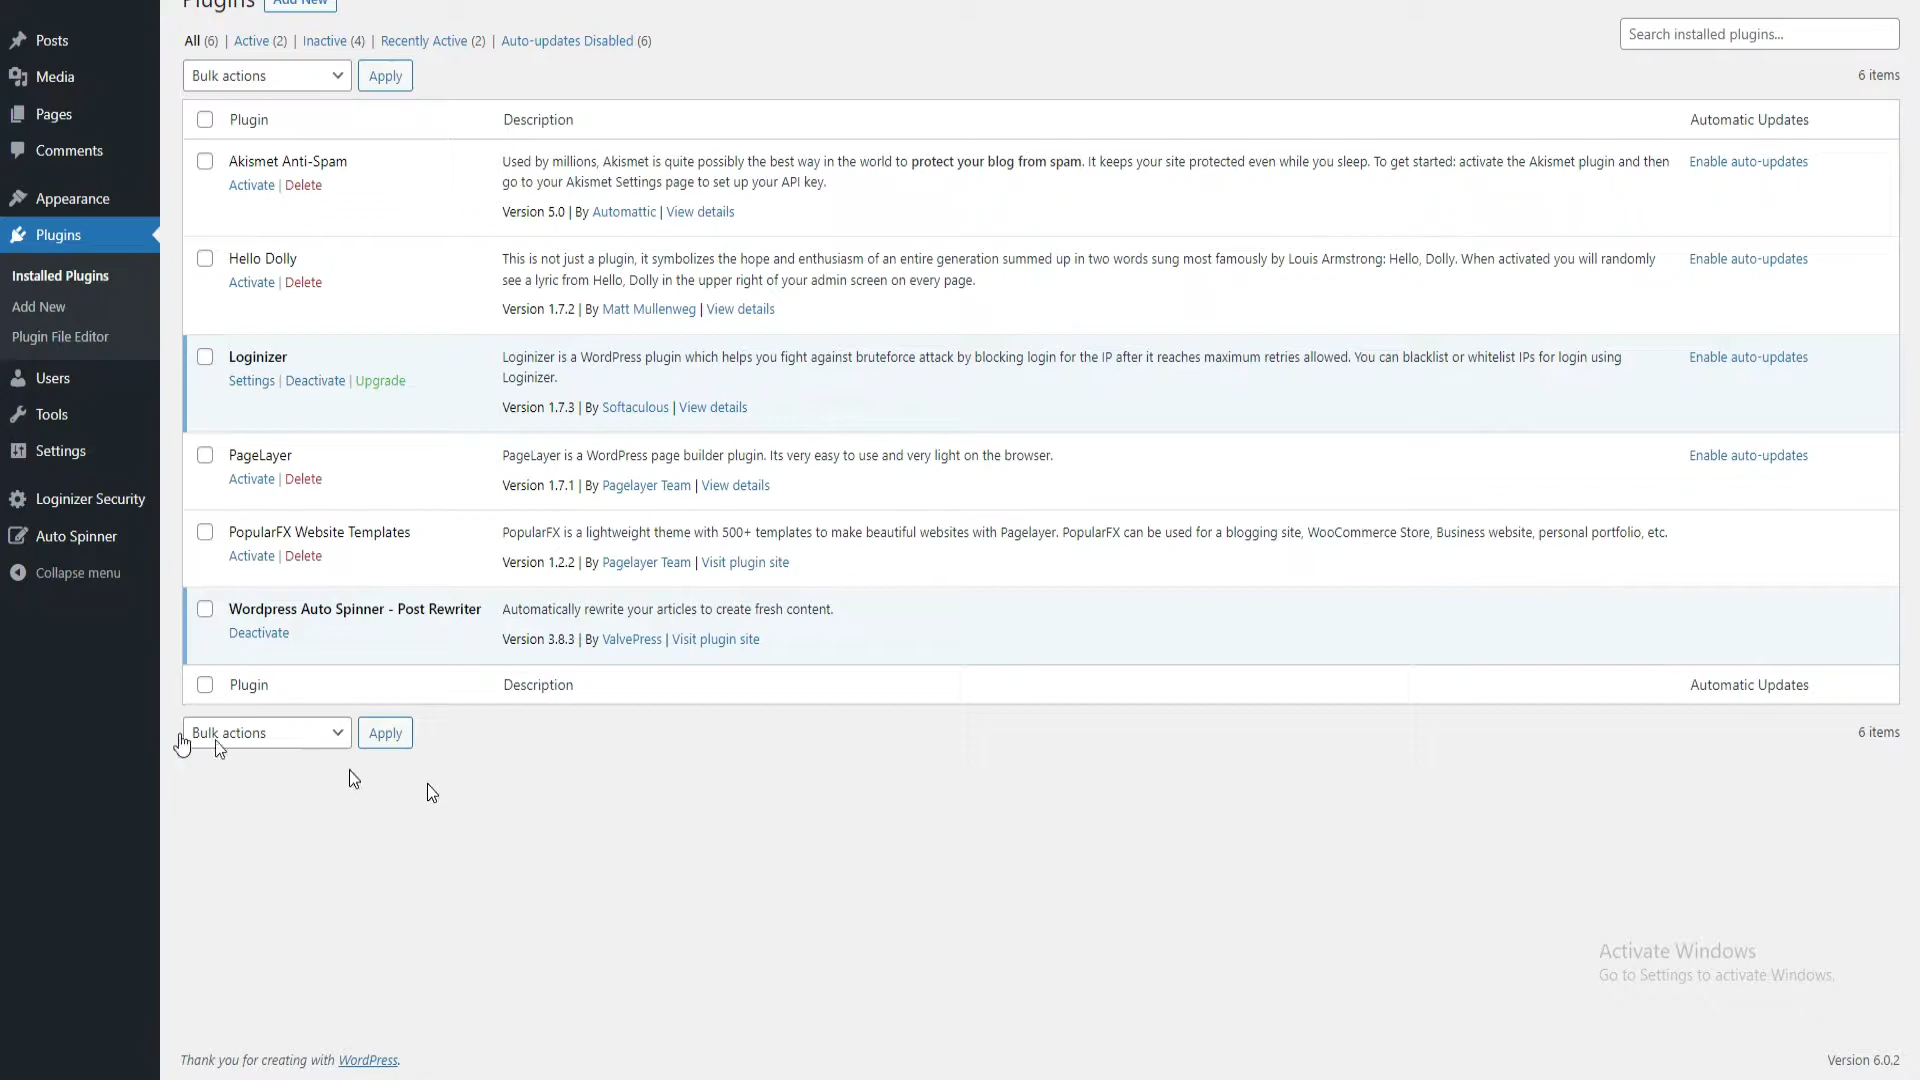 Plugins Add New
Posts
Media
Pages
Comments
Appearance
Plugins
Installed Plugins
Add New
Plugin File Editor
Users
Tools
Settings
Loginizer Security
Auto Spinner
Collapse menu
All (6) | Active (2) | Inactive (4) | Recently Active (2) | Auto-updates Disabled (6)
Search installed plugins...
Bulk actions Apply
6 items
Plugin Description Automatic Updates
Akismet Anti-Spam
Activate | Delete
Used by millions, Akismet is quite possibly the best way in the world to protect your blog from spam. It keeps your site protected even while you sleep. To get started: activate the Akismet plugin and then
go to your Akismet Settings page to set up your API key.
Version 5.0 | By Automattic | View details
Enable auto-updates
Hello Dolly
Activate | Delete
This is not just a plugin, it symbolizes the hope and enthusiasm of an entire generation summed up in two words sung most famously by Louis Armstrong: Hello, Dolly. When activated you will randomly
see a lyric from Hello, Dolly in the upper right of your admin screen on every page.
Version 1.7.2 | By Matt Mullenweg | View details
Enable auto-updates
Loginizer
Settings | Deactivate | Upgrade
Loginizer is a WordPress plugin which helps you fight against bruteforce attack by blocking login for the IP after it reaches maximum retries allowed. You can blacklist or whitelist IPs for login using
Loginizer.
Version 1.7.3 | By Softaculous | View details
Enable auto-updates
PageLayer
Activate | Delete
PageLayer is a WordPress page builder plugin. Its very easy to use and very light on the browser.
Version 1.7.1 | By Pagelayer Team | View details
Enable auto-updates
PopularFX Website Templates
Activate | Delete
PopularFX is a lightweight theme with 500+ templates to make beautiful websites with Pagelayer. PopularFX can be used for a blogging site, WooCommerce Store, Business website, personal portfolio, etc.
Version 1.2.2 | By Pagelayer Team | Visit plugin site
Wordpress Auto Spinner - Post Rewriter
Deactivate
Automatically rewrite your articles to create fresh content.
Version 3.8.3 | By ValvePress | Visit plugin site
Plugin Description Automatic Updates
Bulk actions Apply
6 items
Activate Windows
Go to Settings to activate Windows.
Thank you for creating with WordPress.
Version 6.0.2